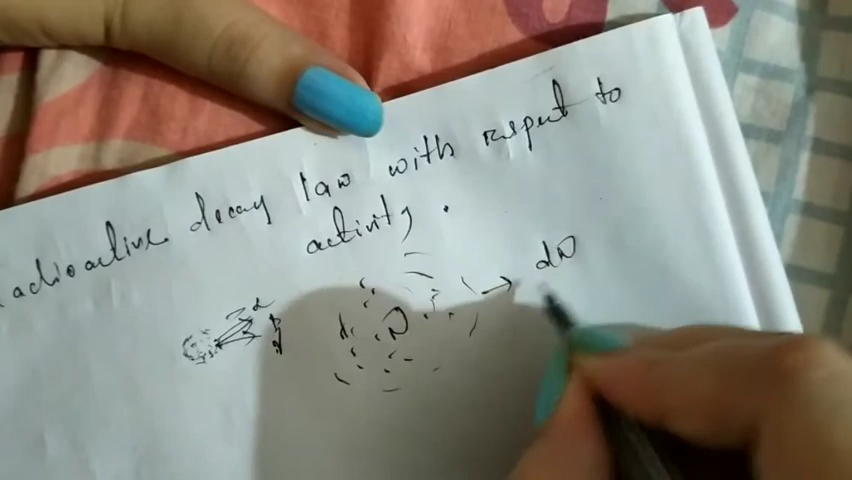 adioactive decay law with respect to
activity.
dN
α
β
γ
N